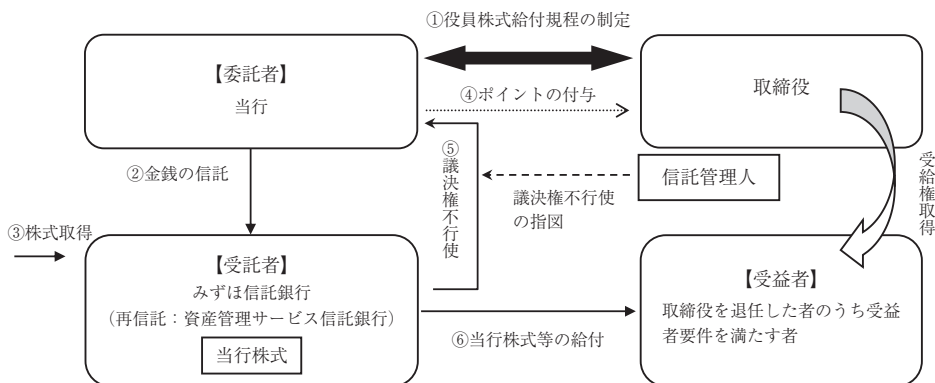 ①役員株式給付規程の制定
【委託者】
当行
取締役
④ポイントの付与
②金銭の信託
⑤議決権不行使
信託管理人
議決権不行使
の指図
受給権取得
③株式取得
【受託者】
みずほ信託銀行
(再信託：資産管理サービス信託銀行)
当行株式
【受益者】
取締役を退任した者のうち受益
者要件を満たす者
⑥当行株式等の給付